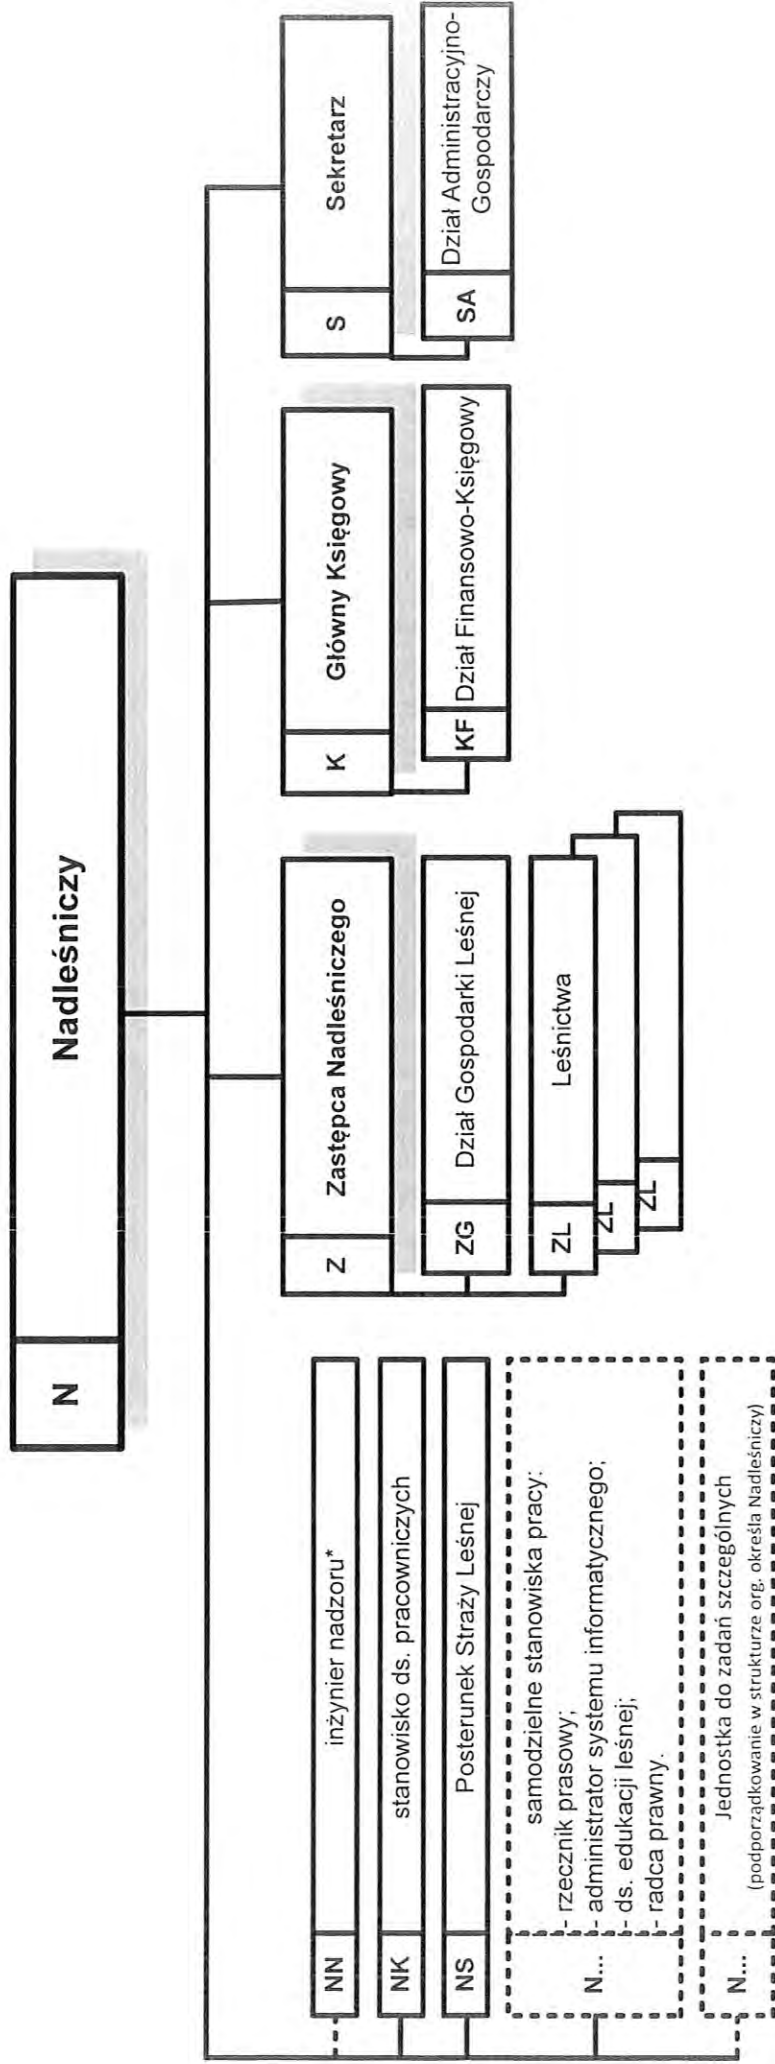 N Nadleśniczy
NN inżynier nadzoru*
NK stanowisko ds. pracowniczych
NS Posterunek Straży Leśnej
N... samodzielne stanowiska pracy:
- rzecznik prasowy;
- administrator systemu informatycznego;
- ds. edukacji leśnej;
- radca prawny.
N... Jednostka do zadań szczególnych
(podporządkowanie w strukturze org. określa Nadleśniczy)
Z Zastępca Nadleśniczego
ZG Dział Gospodarki Leśnej
ZL Leśnictwa
ZL
ZL
K Główny Księgowy
KF Dział Finansowo-Księgowy
S Sekretarz
SA Dział Administracyjno-
Gospodarczy